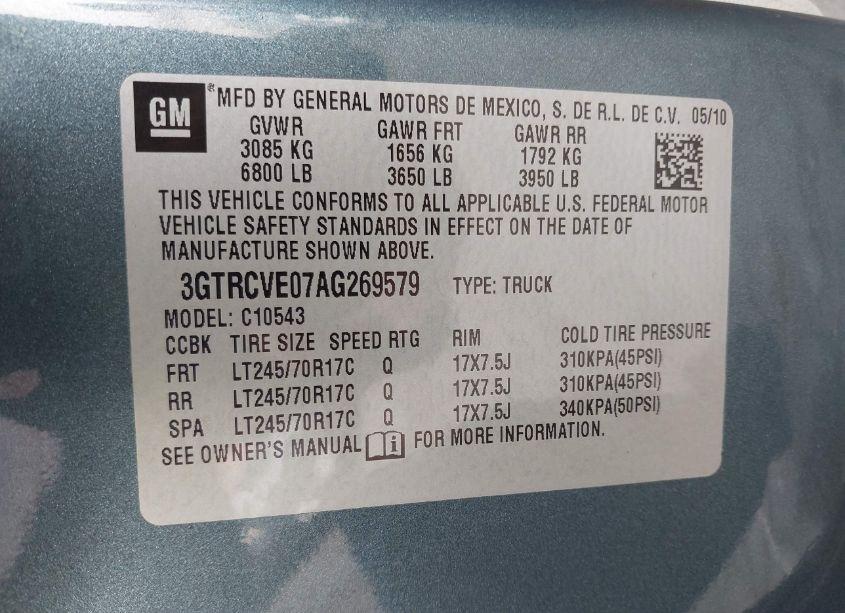 GM
® MFD BY GENERAL MOTORS DE MEXICO, S. DE R.L. DE C.V. 05/10
GVWR GAWR FRT GAWR RR
3085 KG 1656 KG 1792 KG
6800 LB 3650 LB 3950 LB
THIS VEHICLE CONFORMS TO ALL APPLICABLE U.S. FEDERAL MOTOR
VEHICLE SAFETY STANDARDS IN EFFECT ON THE DATE OF
MANUFACTURE SHOWN ABOVE.
3GTRCVE07AG269579 TYPE: TRUCK
MODEL: C10543
CCBK TIRE SIZE SPEED RTG RIM COLD TIRE PRESSURE
FRT LT245/70R17C Q 17X7.5J 310KPA(45PSI)
RR LT245/70R17C Q 17X7.5J 310KPA(45PSI)
SPA LT245/70R17C Q 17X7.5J 340KPA(50PSI)
SEE OWNER'S MANUAL i FOR MORE INFORMATION.